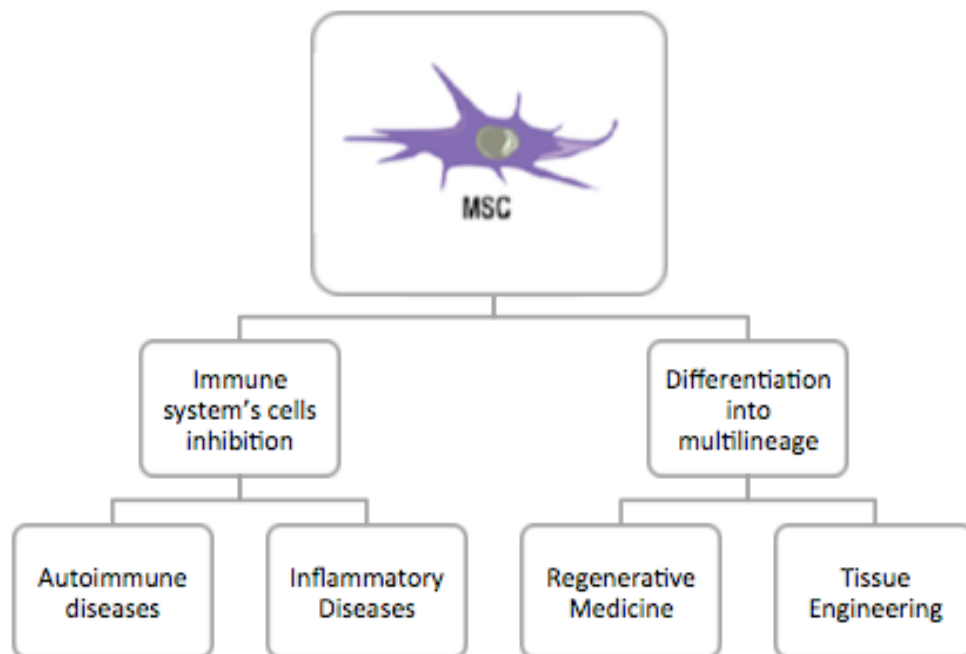 MSC
Immune
system’s cells
inhibition
Differentiation
into
multilineage
Autoimmune
diseases
Inflammatory
Diseases
Regenerative
Medicine
Tissue
Engineering